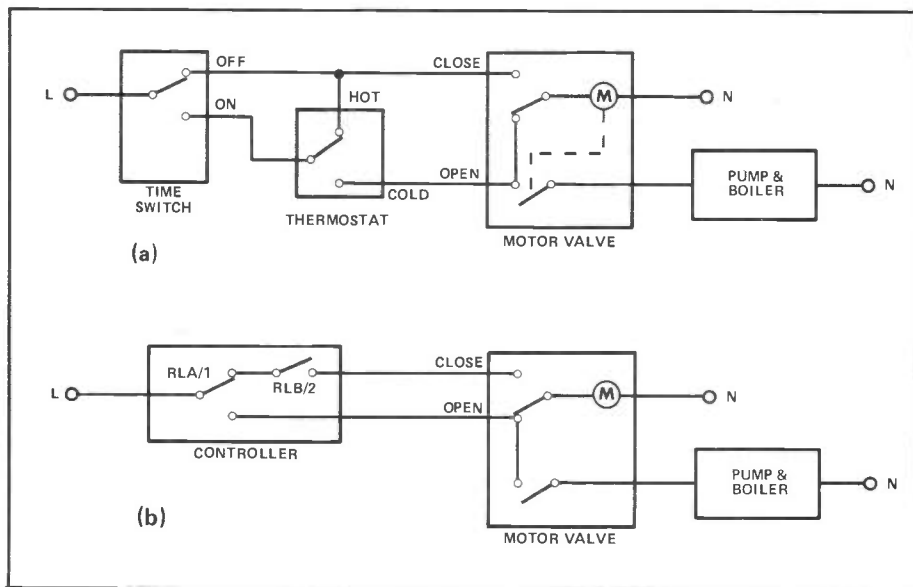 OFF
CLOSE
L
ON
HOT
M
N
OPEN
COLD
PUMP &
BOILER
N
TIME
SWITCH
THERMOSTAT
MOTOR VALVE
(a)
CLOSE
RLA/1
RLB/2
L
M
N
OPEN
CONTROLLER
PUMP &
BOILER
N
(b)
MOTOR VALVE